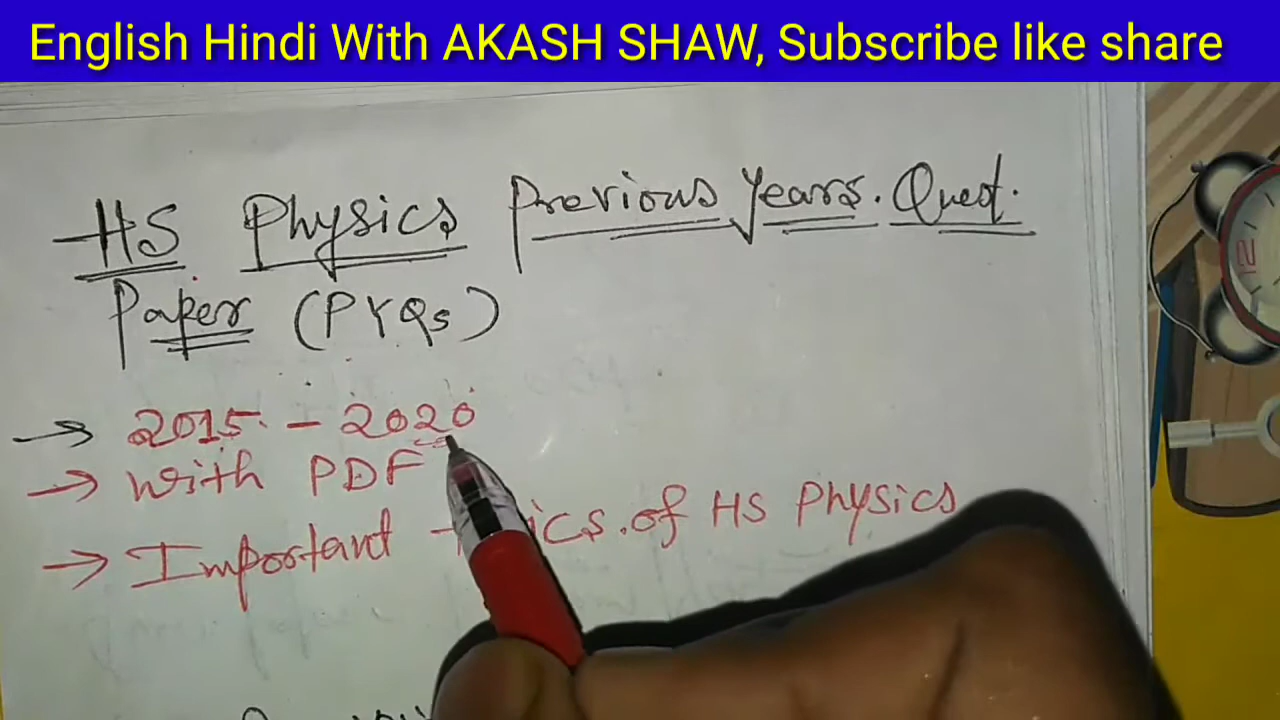 English Hindi With AKASH SHAW, Subscribe like share
HS Physics Previous Years. Quest.
Paper (PYQs)
→ 2015 - 2020
→ With PDF
→ Important of HS Physics
12